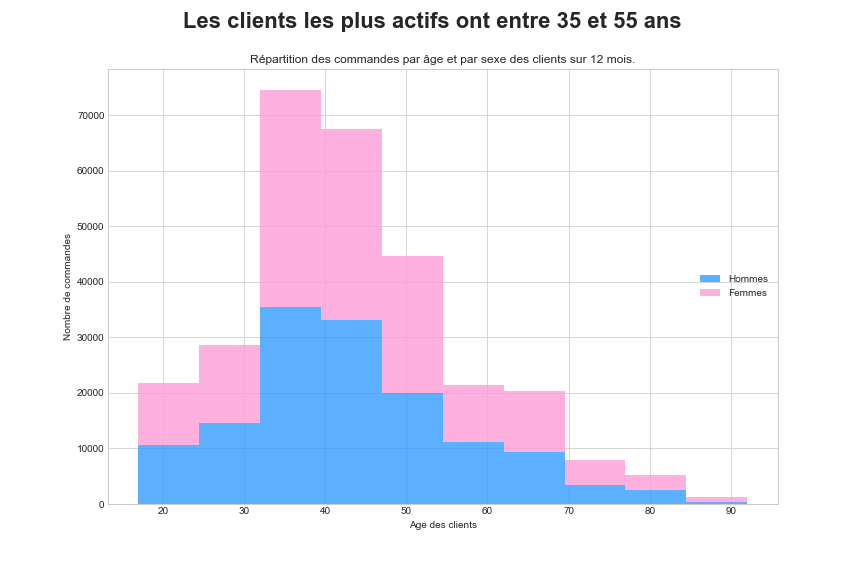 Les clients les plus actifs ont entre 35 et 55 ans
Répartition des commandes par âge et par sexe des clients sur 12 mois.
70000
60000
50000
40000
30000
20000
10000
0
Nombre de commandes
Hommes
Femmes
20 30 40 50 60 70 80 90
Age des clients